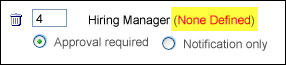 4 Hiring Manager (None Defined)
Approval required Notification only